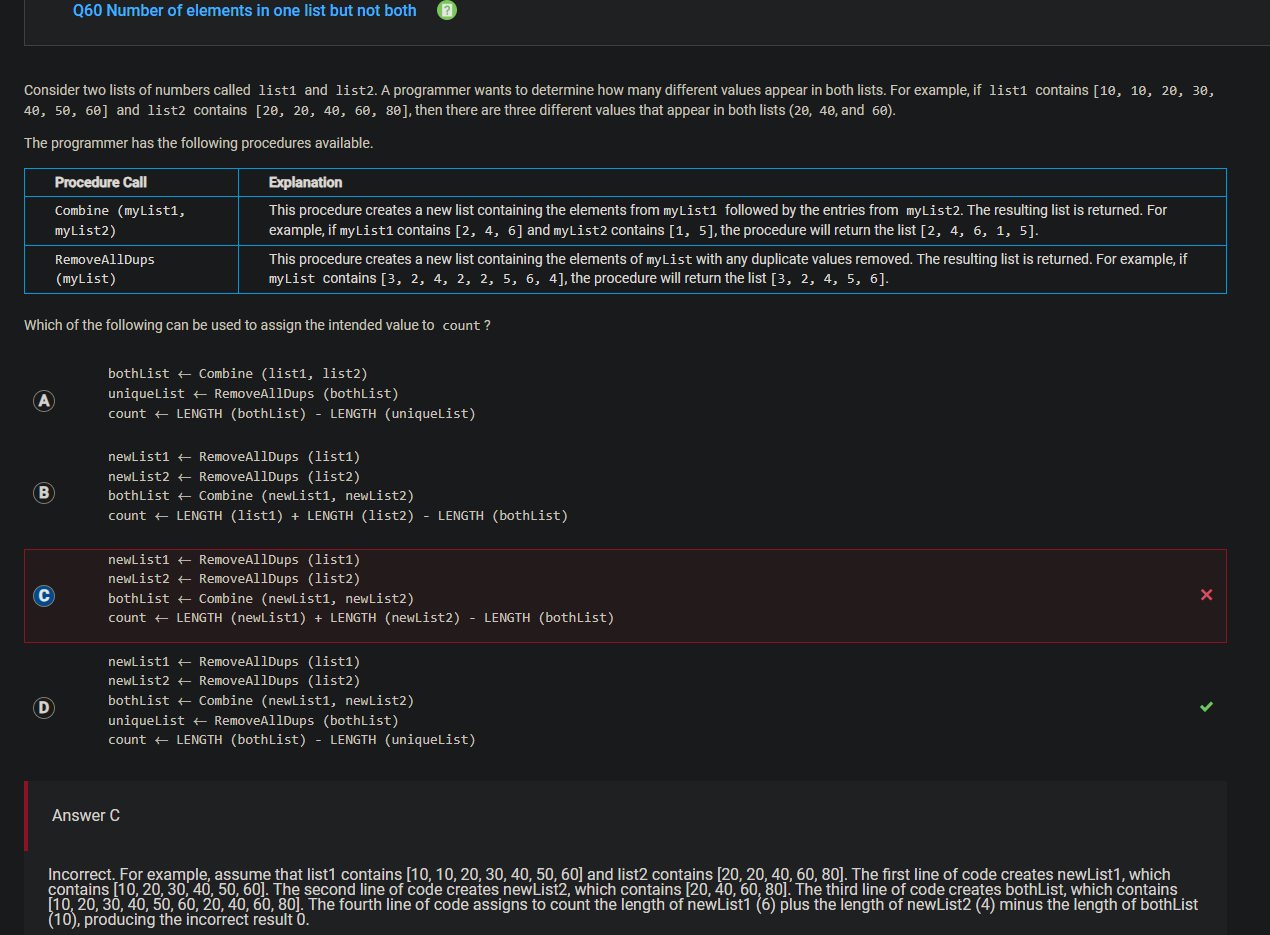 Q60 Number of elements in one list but not both
Consider two lists of numbers called list1 and list2. A programmer wants to determine how many different values appear in both lists. For example, if list1 contains [10, 10, 20, 30,
40, 50, 60] and list2 contains [20, 20, 40, 60, 80], then there are three different values that appear in both lists (20, 40, and 60).
The programmer has the following procedures available.
Procedure Call Explanation
Combine (myList1, This procedure creates a new list containing the elements from myList1 followed by the entries from myList2. The resulting list is returned. For
myList2) example, if myList1 contains [2, 4, 6] and myList2 contains [1, 5], the procedure will return the list [2, 4, 6, 1, 5].
RemoveAllDups This procedure creates a new list containing the elements of myList with any duplicate values removed. The resulting list is returned. For example, if
(myList) myList contains [3, 2, 4, 2, 2, 5, 6, 4], the procedure will return the list [3, 2, 4, 5, 6].
Which of the following can be used to assign the intended value to count ?
A
bothList ← Combine (list1, list2)
uniqueList ← RemoveAllDups (bothList)
count ← LENGTH (bothList) - LENGTH (uniqueList)
B
newList1 ← RemoveAllDups (list1)
newList2 ← RemoveAllDups (list2)
bothList ← Combine (newList1, newList2)
count ← LENGTH (list1) + LENGTH (list2) - LENGTH (bothList)
C
newList1 ← RemoveAllDups (list1)
newList2 ← RemoveAllDups (list2)
bothList ← Combine (newList1, newList2)
count ← LENGTH (newList1) + LENGTH (newList2) - LENGTH (bothList)
D
newList1 ← RemoveAllDups (list1)
newList2 ← RemoveAllDups (list2)
bothList ← Combine (newList1, newList2)
uniqueList ← RemoveAllDups (bothList)
count ← LENGTH (bothList) - LENGTH (uniqueList)
Answer C
Incorrect. For example, assume that list1 contains [10, 10, 20, 30, 40, 50, 60] and list2 contains [20, 20, 40, 60, 80]. The first line of code creates newList1, which
contains [10, 20, 30, 40, 50, 60]. The second line of code creates newList2, which contains [20, 40, 60, 80]. The third line of code creates bothList, which contains
[10, 20, 30, 40, 50, 60, 20, 40, 60, 80]. The fourth line of code assigns to count the length of newList1 (6) plus the length of newList2 (4) minus the length of bothList
(10), producing the incorrect result 0.